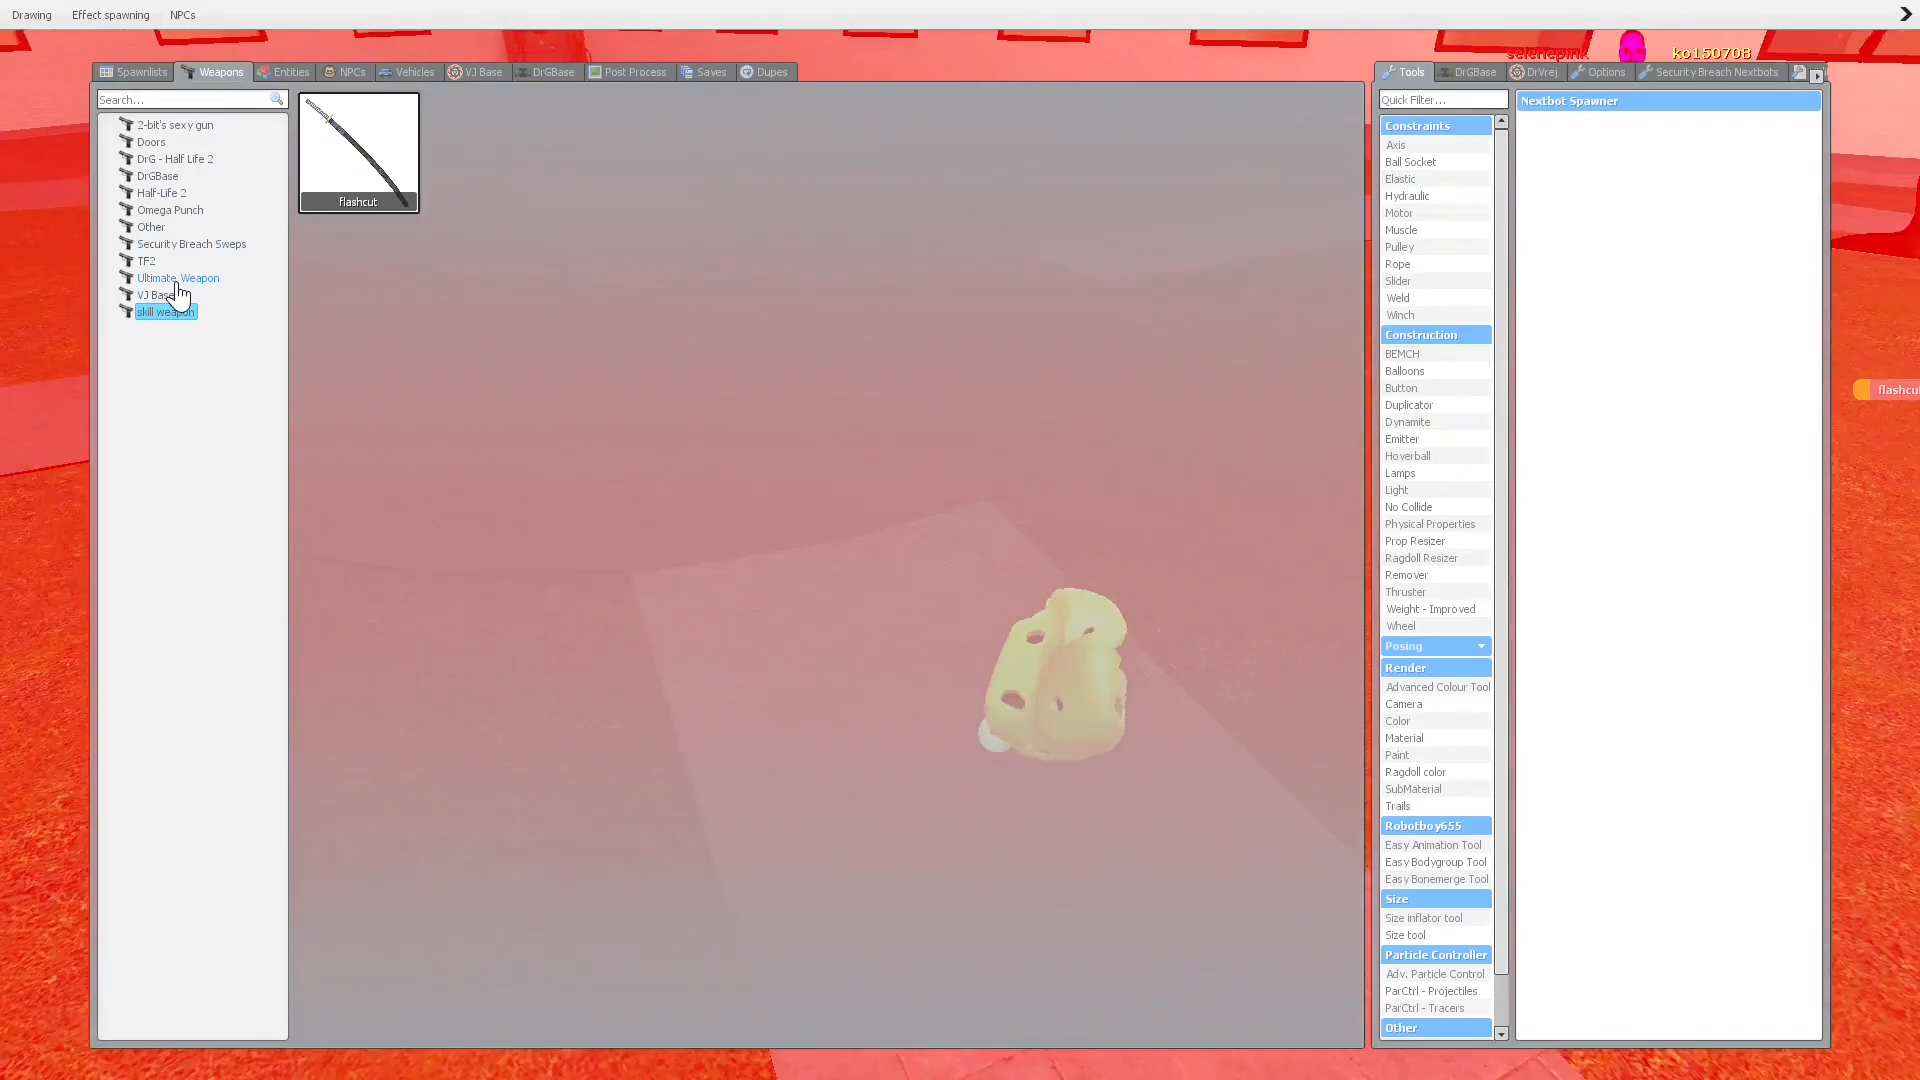 Drawing Effect spawning NPCs
selenepink ko150708
Spawnlists Weapons Entities NPCs Vehicles VJ Base DrGBase Post Process Saves Dupes
Search...
2-bit's sexy gun
Doors
DrG - Half Life 2
DrGBase
Half-Life 2
Omega Punch
Other
Security Breach Sweps
TF2
Ultimate Weapon
VJ Base
skill weapon
flashcut
Tools DrGBase DrVrej Options Security Breach Nextbots
Quick Filter...
Constraints
Axis
Ball Socket
Elastic
Hydraulic
Motor
Muscle
Pulley
Rope
Slider
Weld
Winch
Construction
BEMCH
Balloons
Button
Duplicator
Dynamite
Emitter
Hoverball
Lamps
Light
No Collide
Physical Properties
Prop Resizer
Ragdoll Resizer
Remover
Thruster
Weight - Improved
Wheel
Posing
Render
Advanced Colour Tool
Camera
Color
Material
Paint
Ragdoll color
SubMaterial
Trails
Robotboy655
Easy Animation Tool
Easy Bodygroup Tool
Easy Bonemerge Tool
Size
Size inflator tool
Size tool
Particle Controller
Adv. Particle Control
ParCtrl - Projectiles
ParCtrl - Tracers
Other
Nextbot Spawner
flashcu